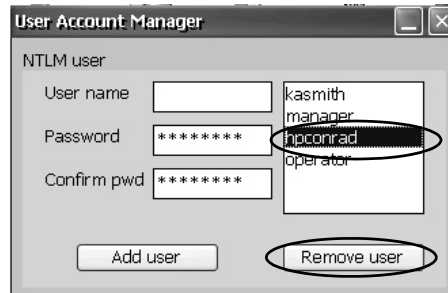 User Account Manager
NTLM user
User name
Password ********
Confirm pwd ********
kasmith
manager
hpconrad
operator
Add user
Remove user